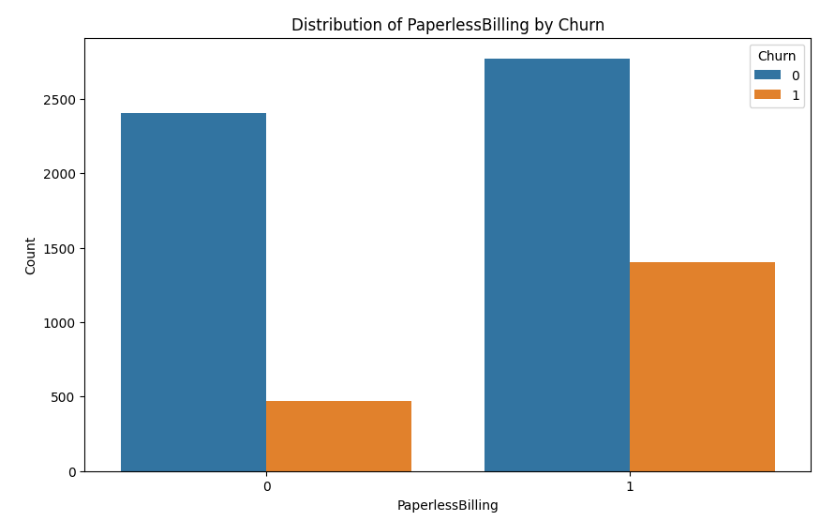 Distribution of PaperlessBilling by Churn
Churn
0
1
2500
2000
1500
1000
500
0
Count
0
1
PaperlessBilling